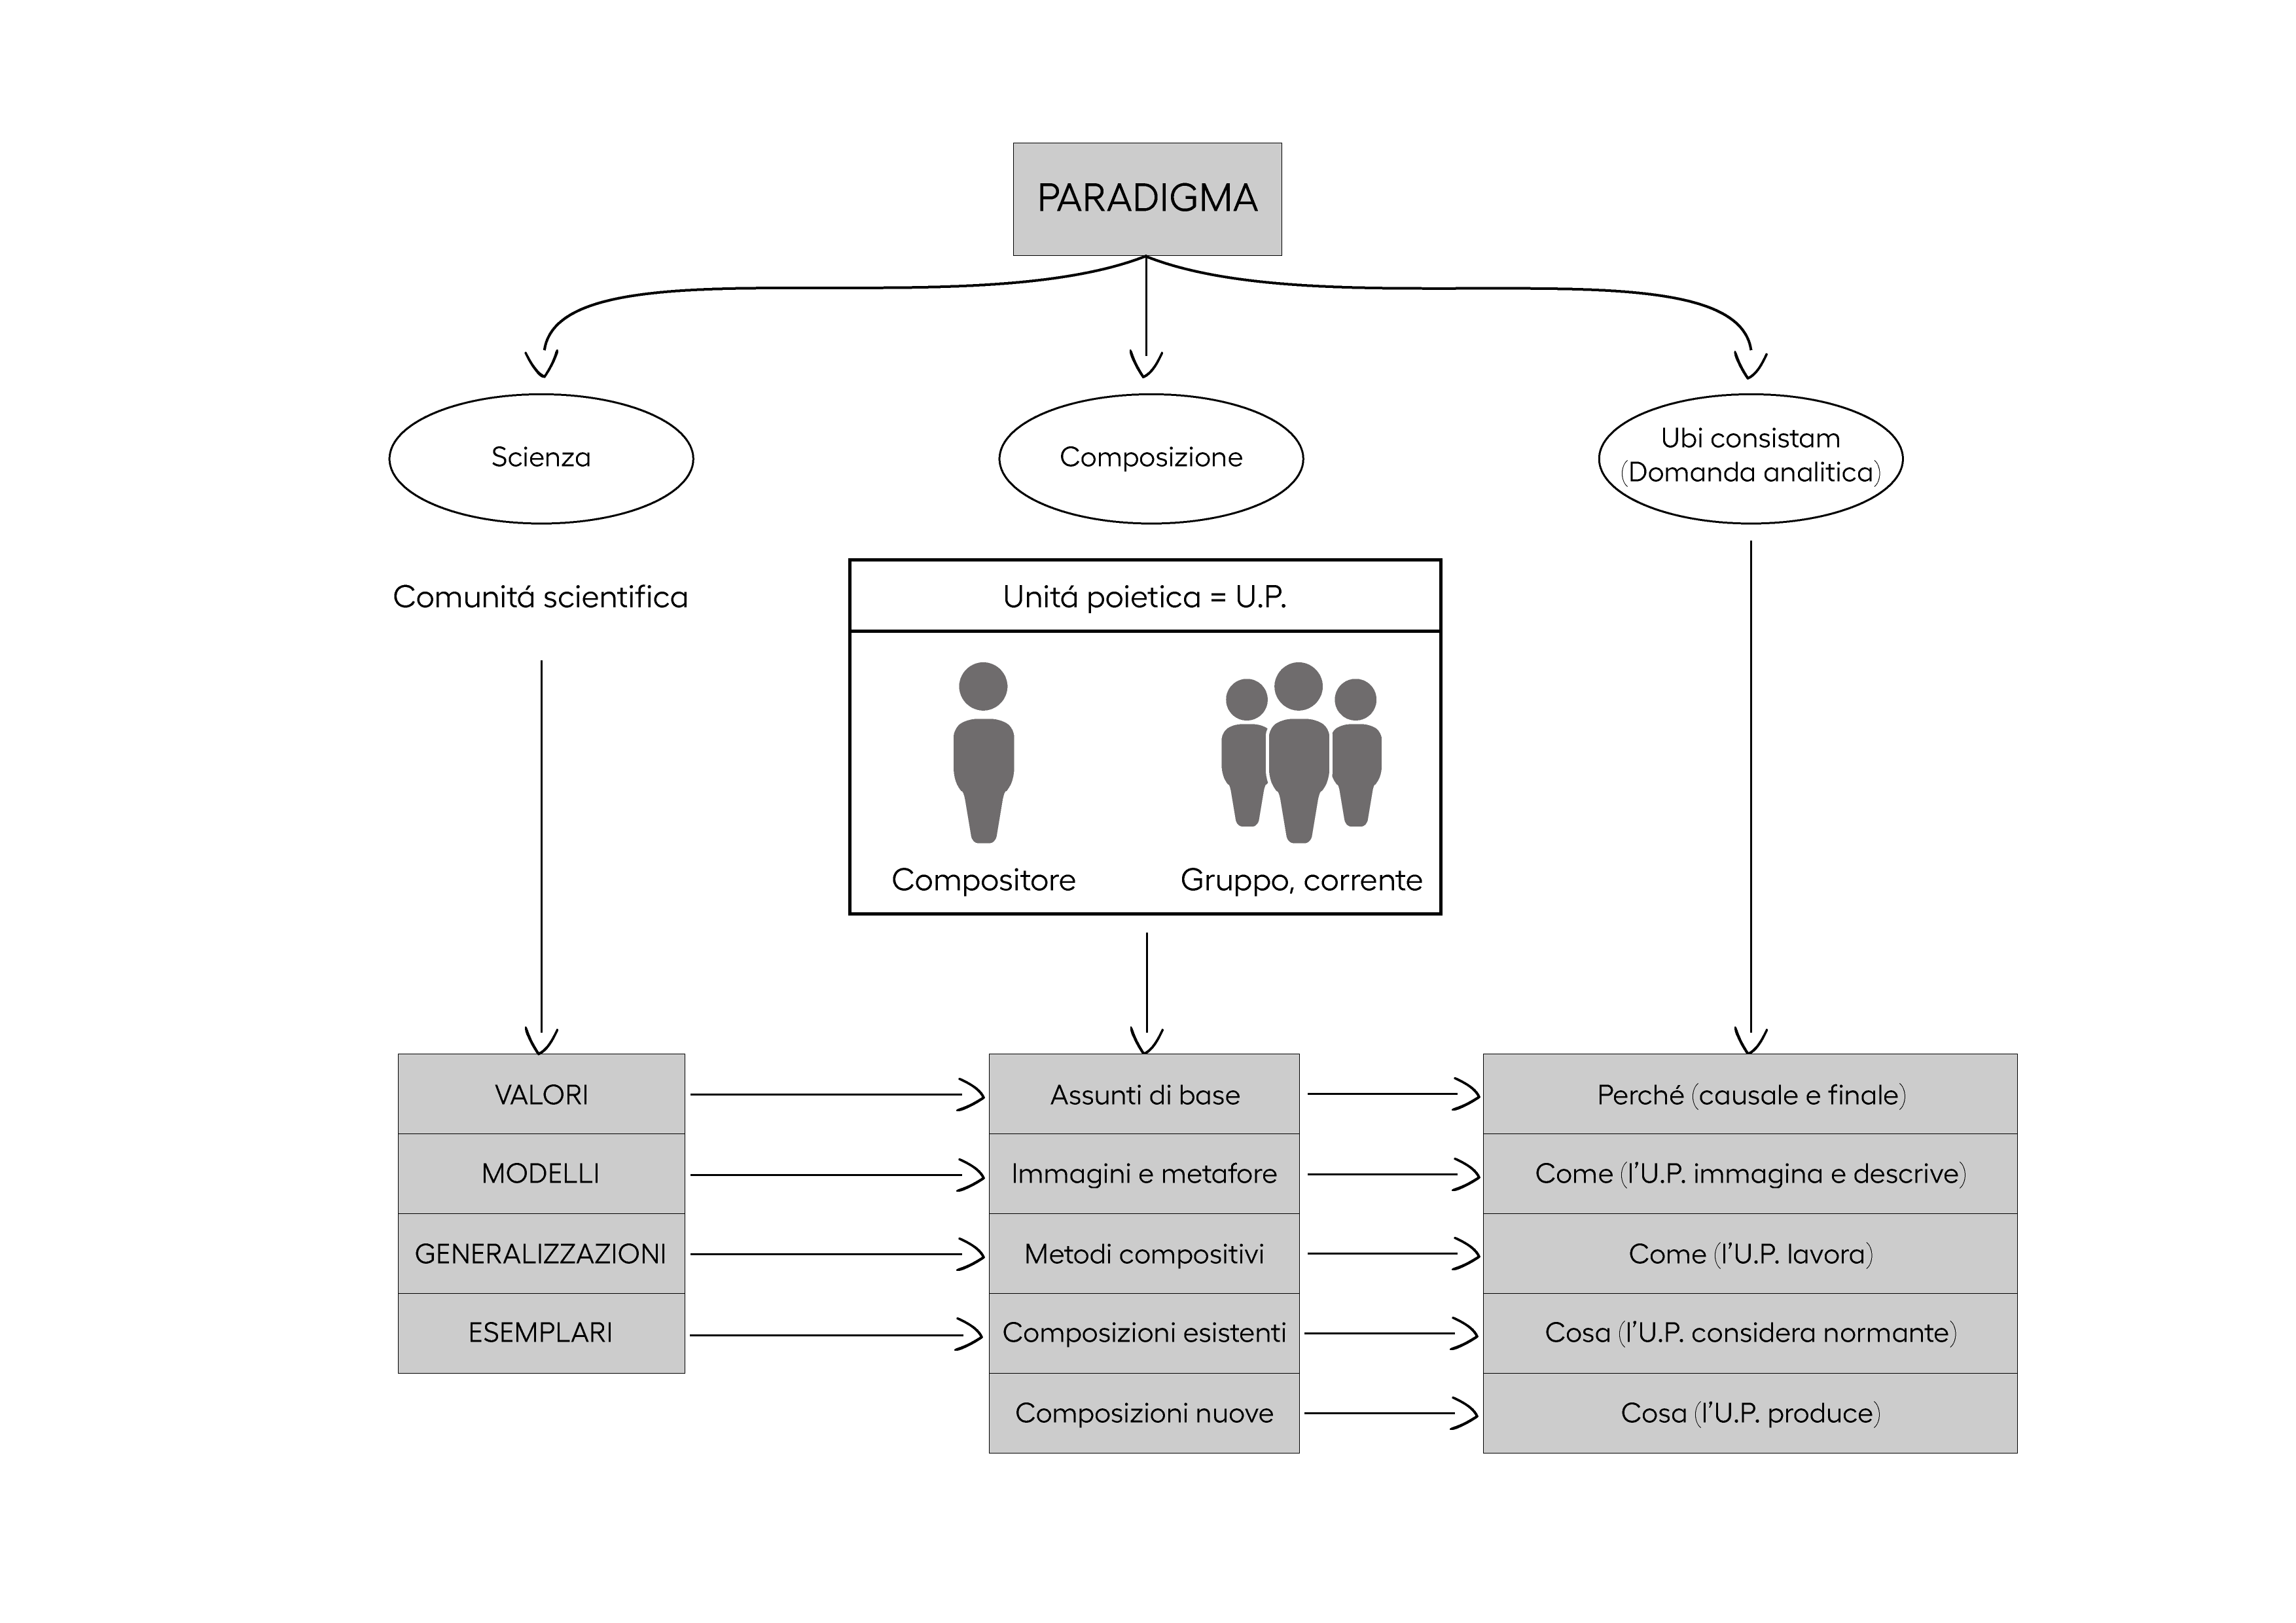 PARADIGMA
Scienza
Composizione
Ubi consistam
(Domanda analitica)
Comunitá scientifica
Unitá poietica = U.P.
Compositore
Gruppo, corrente
VALORI
Assunti di base
Perché (causale e finale)
MODELLI
Immagini e metafore
Come (l’U.P. immagina e descrive)
GENERALIZZAZIONI
Metodi compositivi
Come (l’U.P. lavora)
ESEMPLARI
Composizioni esistenti
Cosa (l’U.P. considera normante)
Composizioni nuove
Cosa (l’U.P. produce)